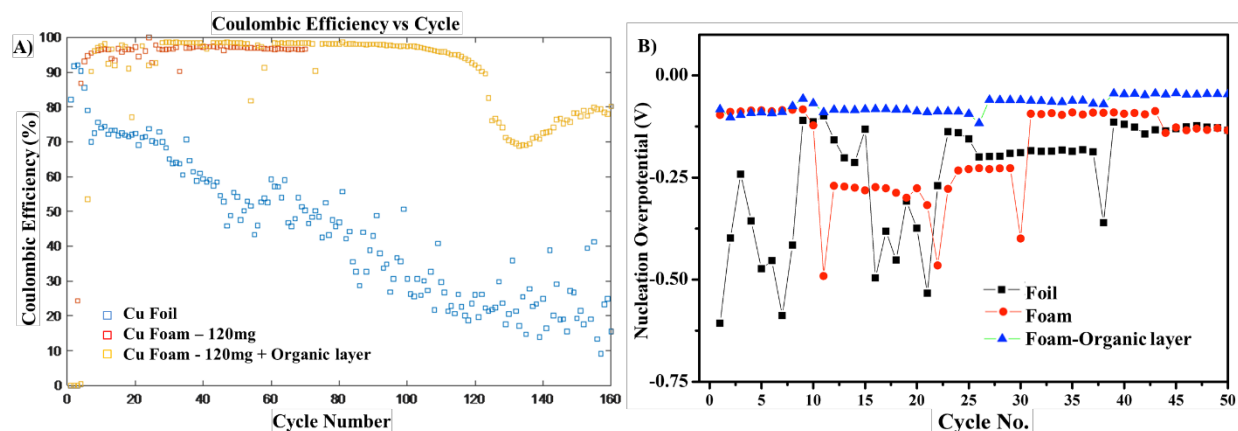 Coulombic Efficiency vs Cycle
A)
Coulombic Efficiency (%)
100
90
80
70
60
50
40
30
20
10
0
Cu Foil
Cu Foam – 120mg
Cu Foam - 120mg + Organic layer
0 20 40 60 80 100 120 140 160
Cycle Number
B)
Nucleation Overpotential (V)
0.00
-0.25
-0.50
-0.75
Foil
Foam
Foam-Organic layer
0 5 10 15 20 25 30 35 40 45 50
Cycle No.